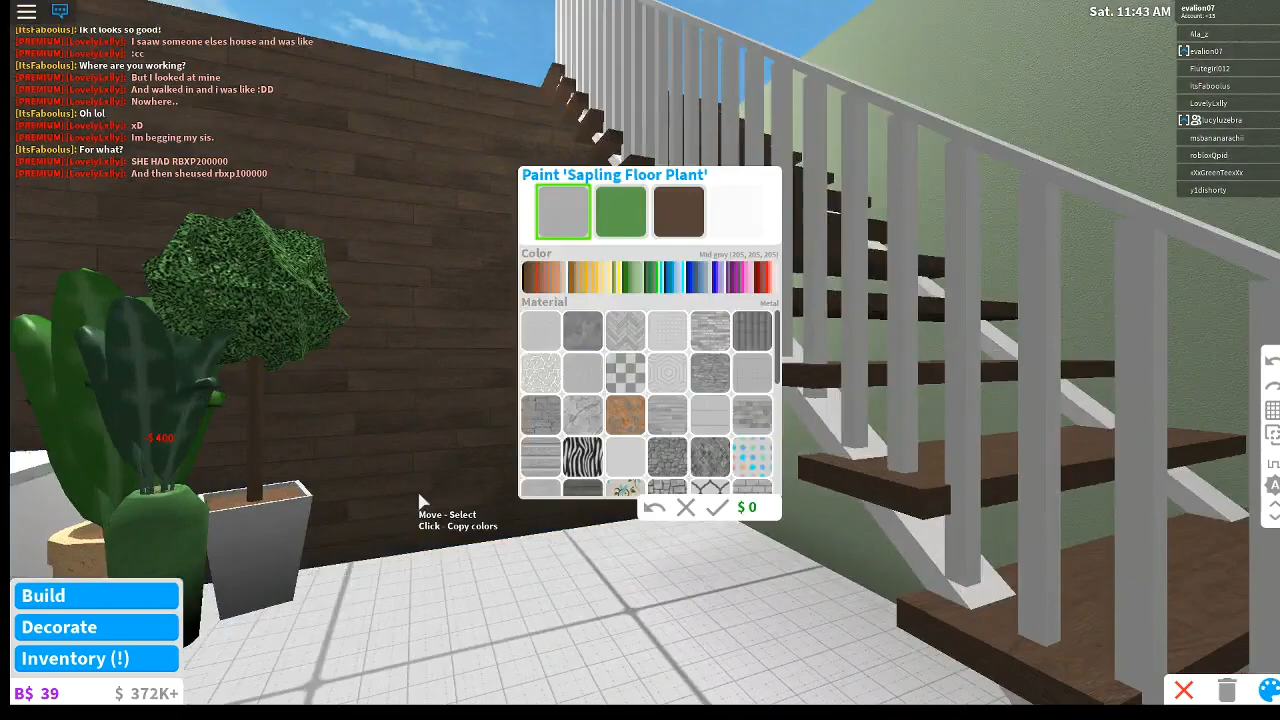 [ItsFaboolus]: Ik it looks so good!
[PREMIUM] [LovelyLxlly]: I saaw someone elses house and was like
[PREMIUM] [LovelyLxlly]: :cc
[ItsFaboolus]: Where are you working?
[PREMIUM] [LovelyLxlly]: But I looked at mine
[PREMIUM] [LovelyLxlly]: And walked in and i was like :DD
[PREMIUM] [LovelyLxlly]: Nowhere..
[ItsFaboolus]: Oh lol
[PREMIUM] [LovelyLxlly]: xD
[PREMIUM] [LovelyLxlly]: Im begging my sis.
[ItsFaboolus]: For what?
[PREMIUM] [LovelyLxlly]: SHE HAD RBXP200000
[PREMIUM] [LovelyLxlly]: And then sheused rbxp100000
Sat. 11:43 AM
evalion07
Account: <13
Ala_z
evalion07
Flutegirl012
ItsFaboolus
LovelyLxlly
lucyluzebra
msbananarachii
robloxQpid
xXxGreenTeexXx
y1dishorty
Paint 'Sapling Floor Plant'
Color
Mid gray (205, 205, 205)
Material
Metal
$ 0
-$ 400
Move - Select
Click - Copy colors
Build
Decorate
Inventory (!)
B$ 39
$ 372K+
A